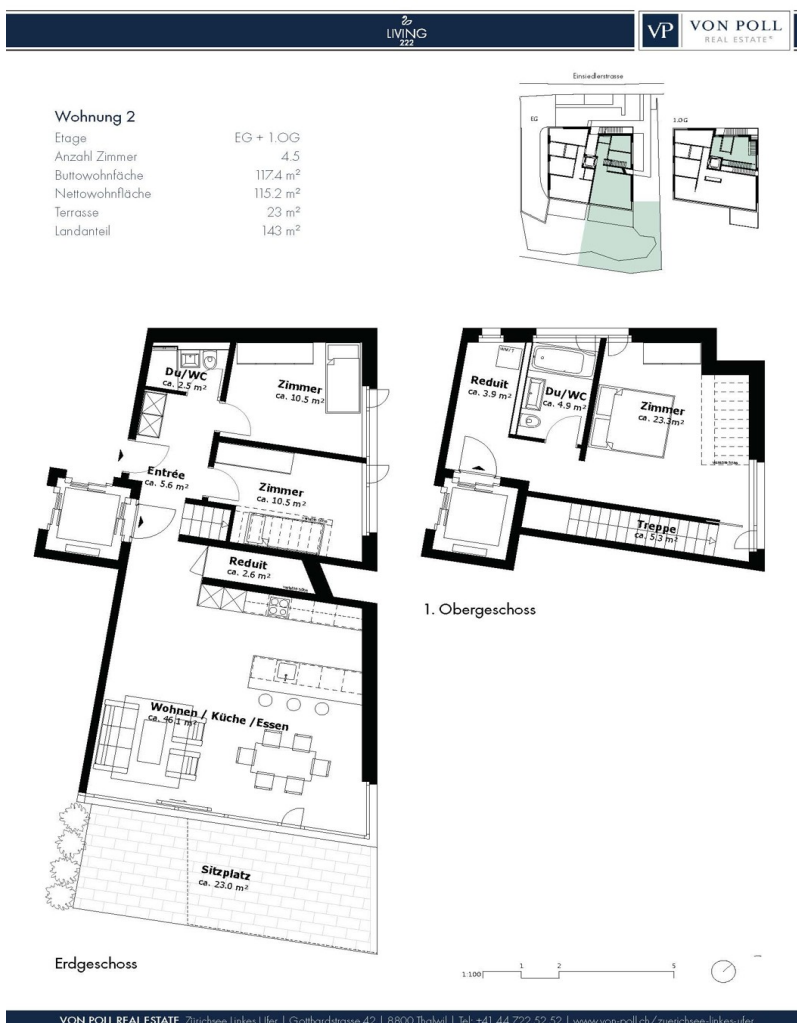 LIVING
222
VP VON POLL
REAL ESTATE®
Einsiedlerstrasse
EG
1.OG
Wohnung 2
Etage EG + 1.OG
Anzahl Zimmer 4.5
Buttowohnfäche 117.4 m²
Nettowohnfläche 115.2 m²
Terrasse 23 m²
Landanteil 143 m²
Du/WC
ca. 2.5 m²
Zimmer
ca. 10.5 m²
Entrée
ca. 5.6 m²
Zimmer
ca. 10.5 m²
Reduit
ca. 2.6 m²
Wohnen / Küche /Essen
ca. 46.1 m²
Sitzplatz
ca. 23.0 m²
Erdgeschoss
Reduit
ca. 3.9 m²
Du/WC
ca. 4.9 m²
Zimmer
ca. 23.3m²
Treppe
ca. 5.3 m²
1. Obergeschoss
1:100 1 2 5
VON POLL REAL ESTATE Zürichsee Linkes Ufer | Gotthardstrasse 42 | 8800 Thalwil | Tel: +41 44 722 52 52 | www.von-poll.ch/zuerichsee-linkes-ufer